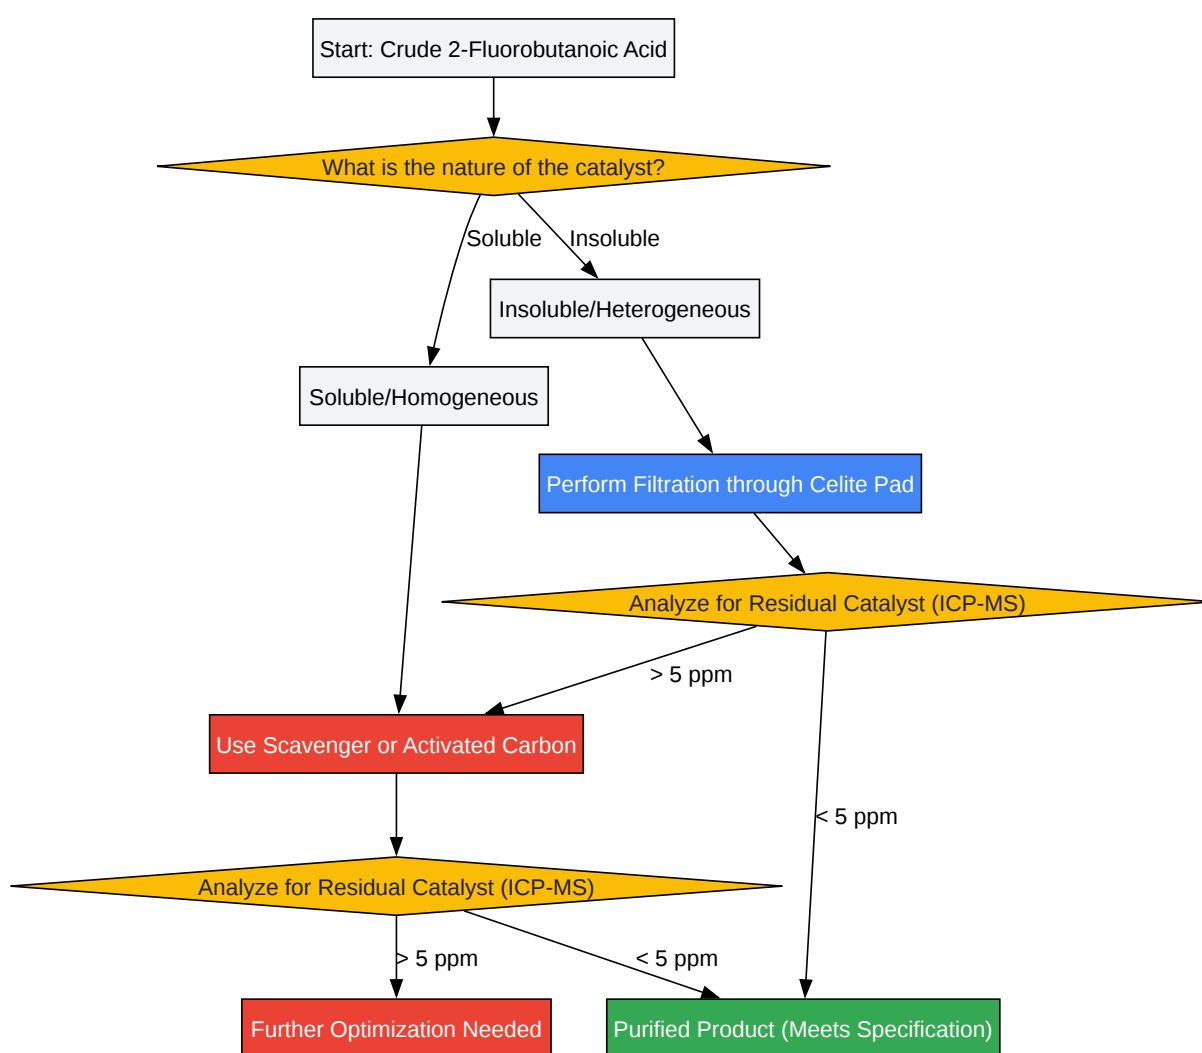 Start: Crude 2-Fluorobutanoic Acid
What is the nature of the catalyst?
Soluble
Insoluble
Insoluble/Heterogeneous
Soluble/Homogeneous
Perform Filtration through Celite Pad
Analyze for Residual Catalyst (ICP-MS)
> 5 ppm
Use Scavenger or Activated Carbon
< 5 ppm
Analyze for Residual Catalyst (ICP-MS)
> 5 ppm
< 5 ppm
Further Optimization Needed
Purified Product (Meets Specification)